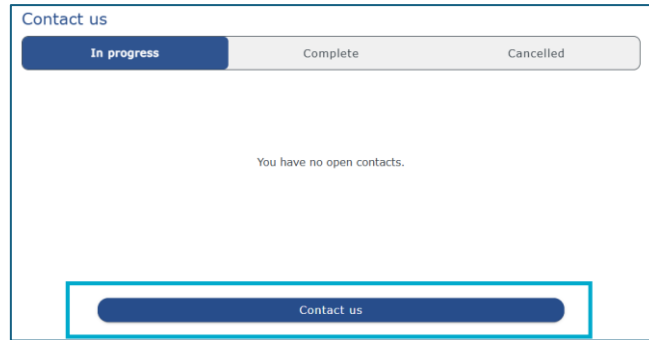 Contact us
In progress Complete Cancelled
You have no open contacts.
Contact us